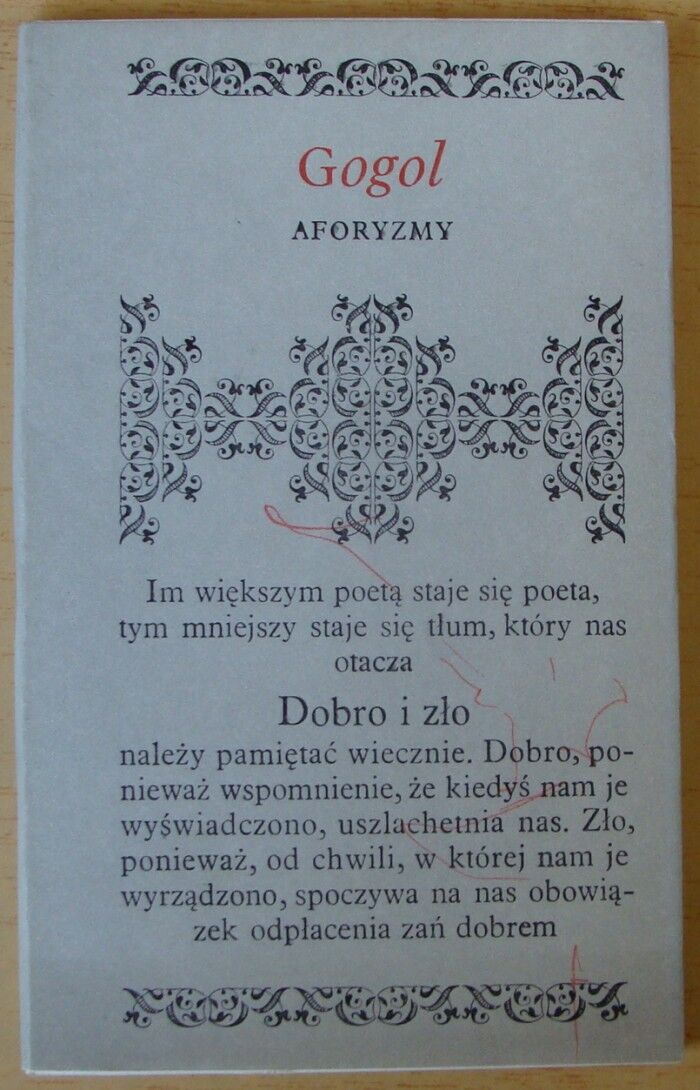 Gogol
AFORYZMY
Im większym poetą staje się poeta,
tym mniejszy staje się tłum, który nas
otacza
Dobro i zło
należy pamiętać wiecznie. Dobro, po-
nieważ wspomnienie, że kiedyś nam je
wyświadczono, uszlachetnia nas. Zło,
ponieważ, od chwili, w której nam je
wyrządzono, spoczywa na nas obowią-
zek odpłacenia zań dobrem